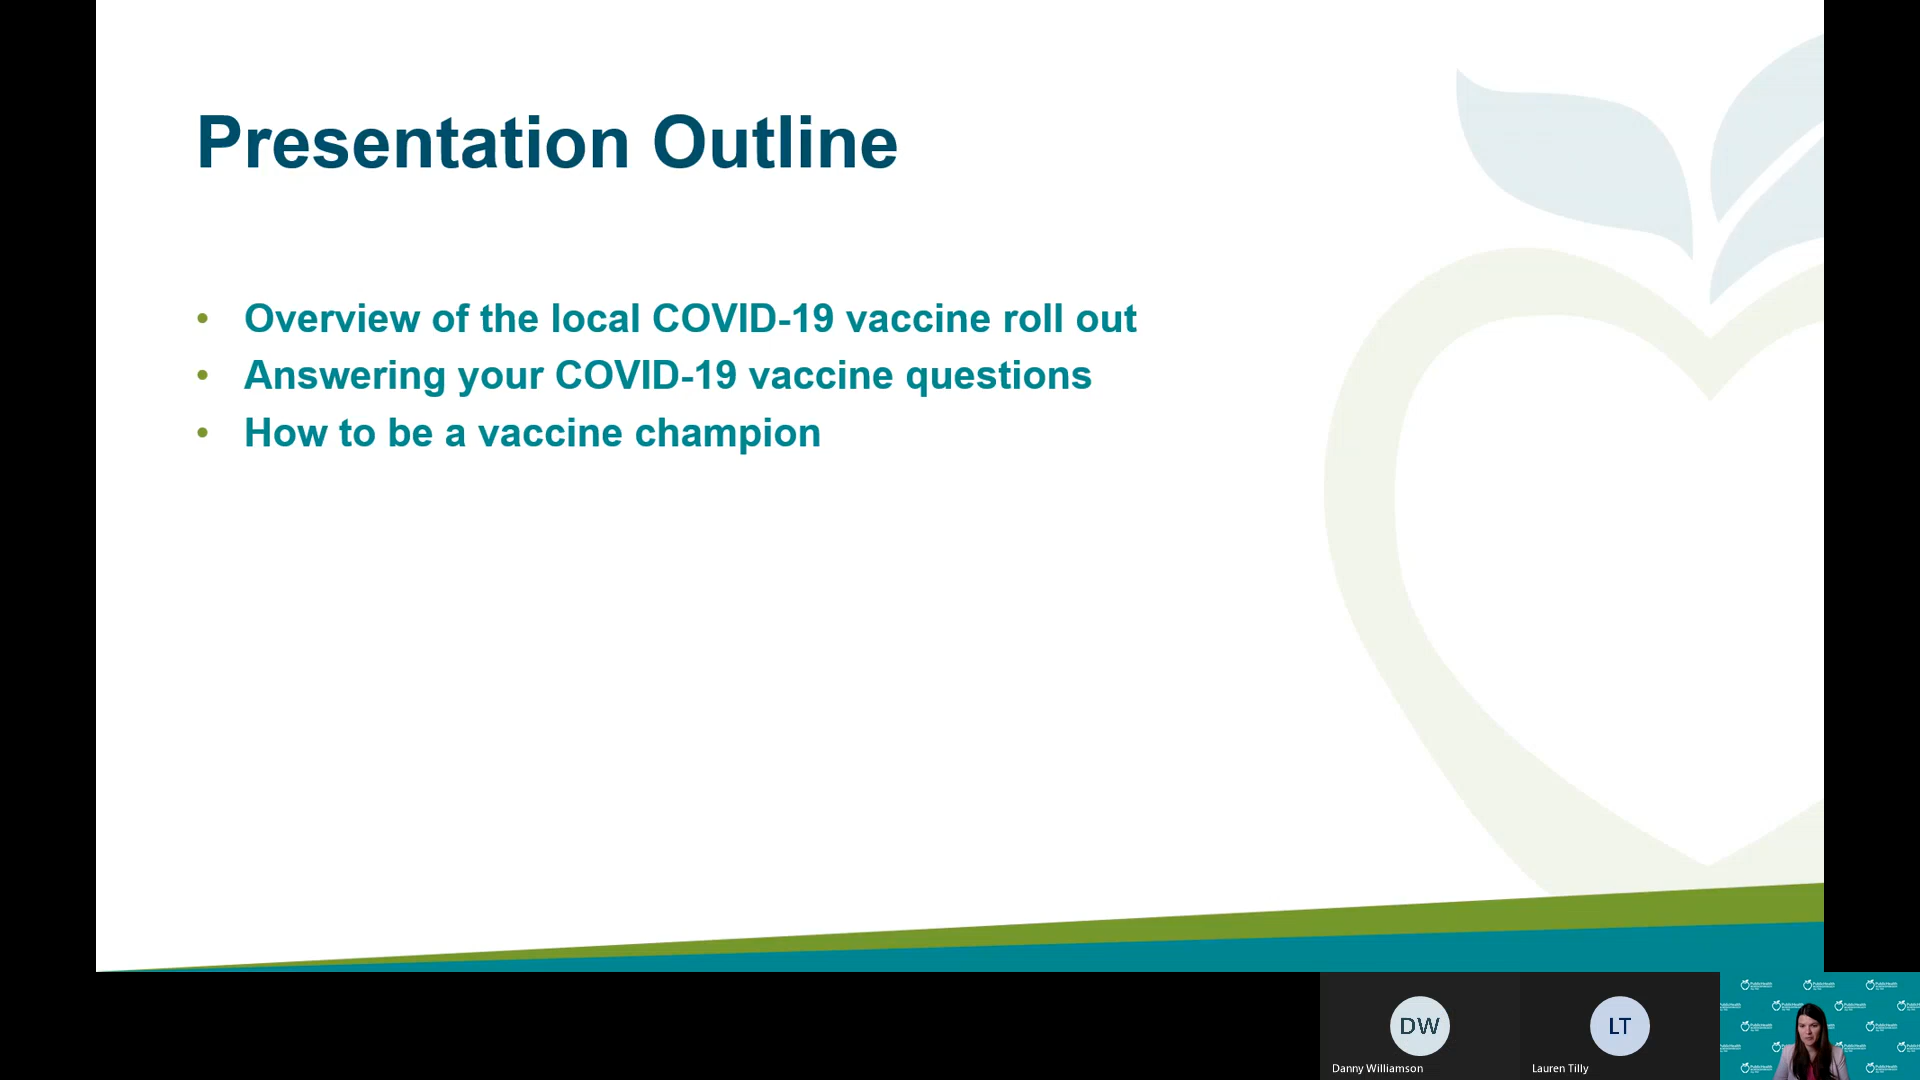 Presentation Outline
• Overview of the local COVID-19 vaccine roll out
• Answering your COVID-19 vaccine questions
• How to be a vaccine champion
DW
LT
Danny Williamson
Lauren Tilly